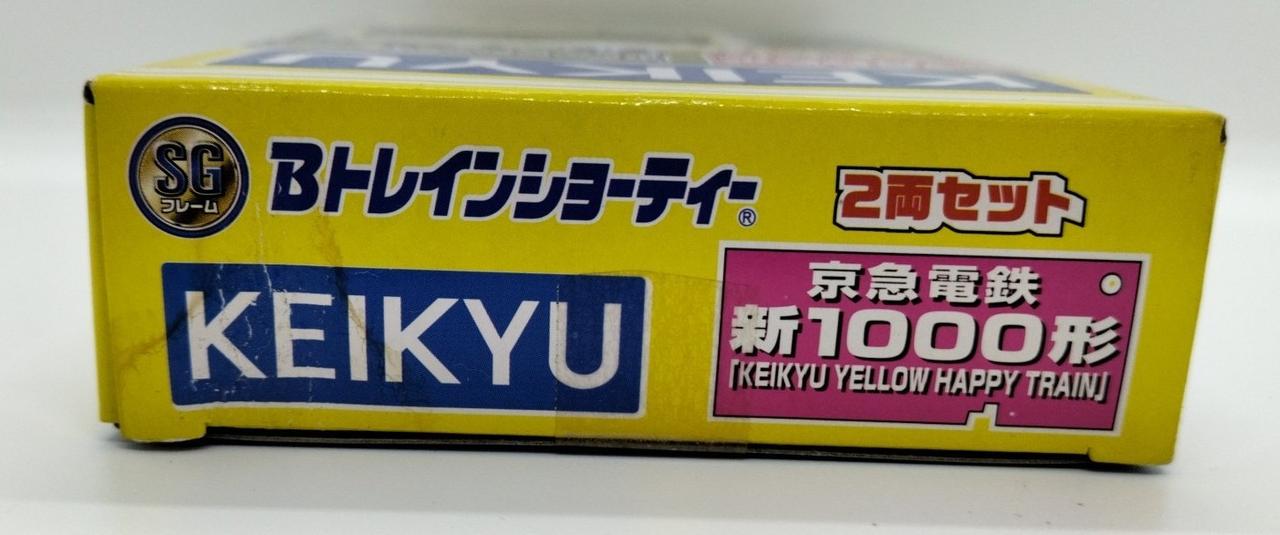 SG
フレーム
Bトレインショーティー®
2両セット
KEIKYU
京急電鉄
新1000形
「KEIKYU YELLOW HAPPY TRAIN」
KEIKYU